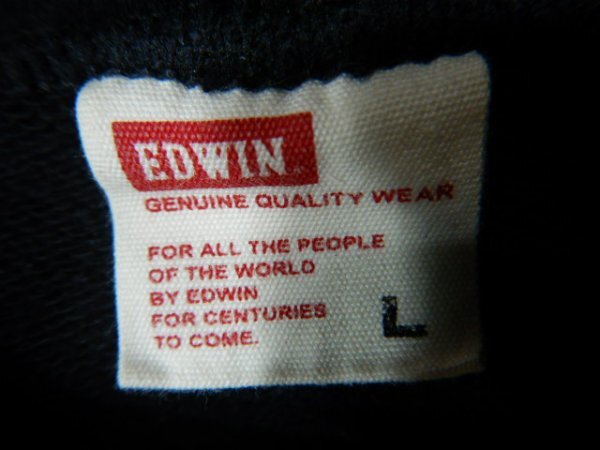 EDWIN
GENUINE QUALITY WEAR
FOR ALL THE PEOPLE
OF THE WORLD
BY EDWIN
FOR CENTURIES
TO COME.
L